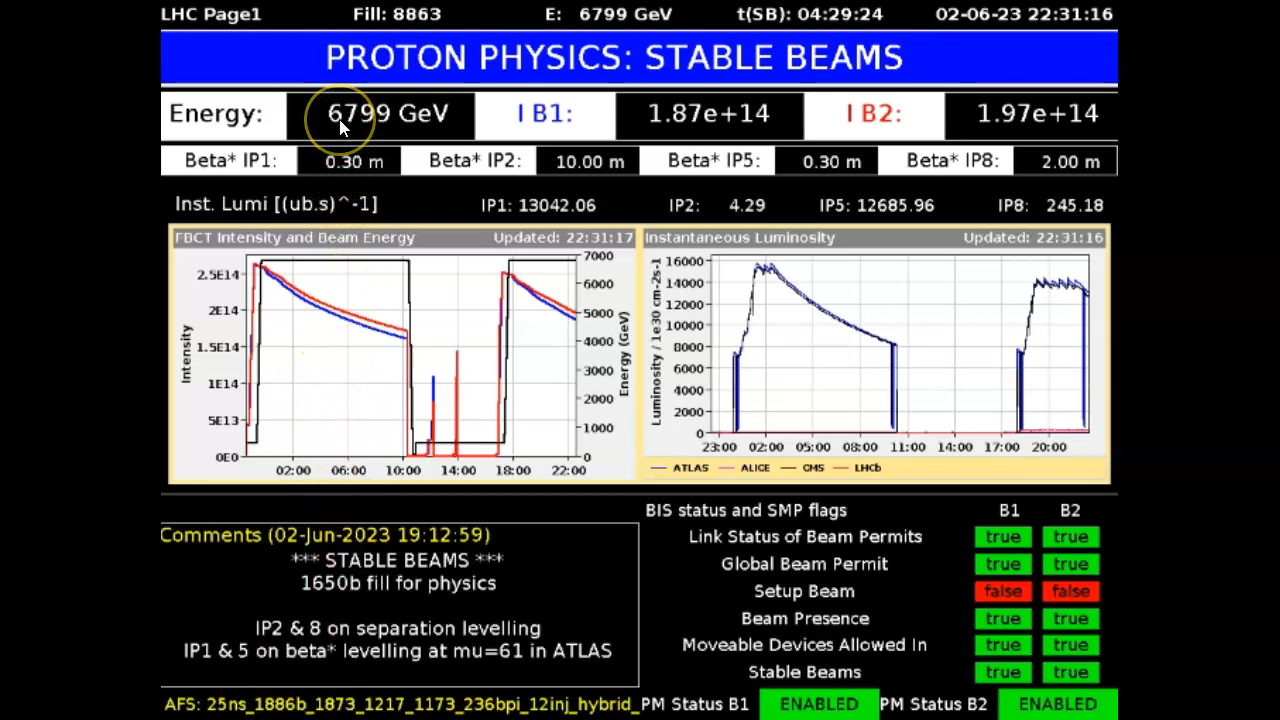 LHC Page1 Fill: 8863 E: 6799 GeV t(SB): 04:29:24 02-06-23 22:31:16
PROTON PHYSICS: STABLE BEAMS
Energy: 6799 GeV I B1: 1.87e+14 I B2: 1.97e+14
Beta* IP1: 0.30 m Beta* IP2: 10.00 m Beta* IP5: 0.30 m Beta* IP8: 2.00 m
Inst. Lumi [(ub.s)^-1] IP1: 13042.06 IP2: 4.29 IP5: 12685.96 IP8: 245.18
FBCT Intensity and Beam Energy Updated: 22:31:17
2.5E14
2E14
1.5E14
1E14
5E13
0E0
Intensity
7000
6000
5000
4000
3000
2000
1000
0
Energy (GeV)
02:00 06:00 10:00 14:00 18:00 22:00
Instantaneous Luminosity Updated: 22:31:16
16000
14000
12000
10000
8000
6000
4000
2000
0
Luminosity / 1e30 cm-2s-1
23:00 02:00 05:00 08:00 11:00 14:00 17:00 20:00
ATLAS ALICE CMS LHCb
Comments (02-Jun-2023 19:12:59)
*** STABLE BEAMS ***
1650b fill for physics
IP2 & 8 on separation levelling
IP1 & 5 on beta* levelling at mu=61 in ATLAS
BIS status and SMP flags B1 B2
Link Status of Beam Permits true true
Global Beam Permit true true
Setup Beam false false
Beam Presence true true
Moveable Devices Allowed In true true
Stable Beams true true
AFS: 25ns_1886b_1873_1217_1173_236bpi_12inj_hybrid_ PM Status B1 ENABLED PM Status B2 ENABLED